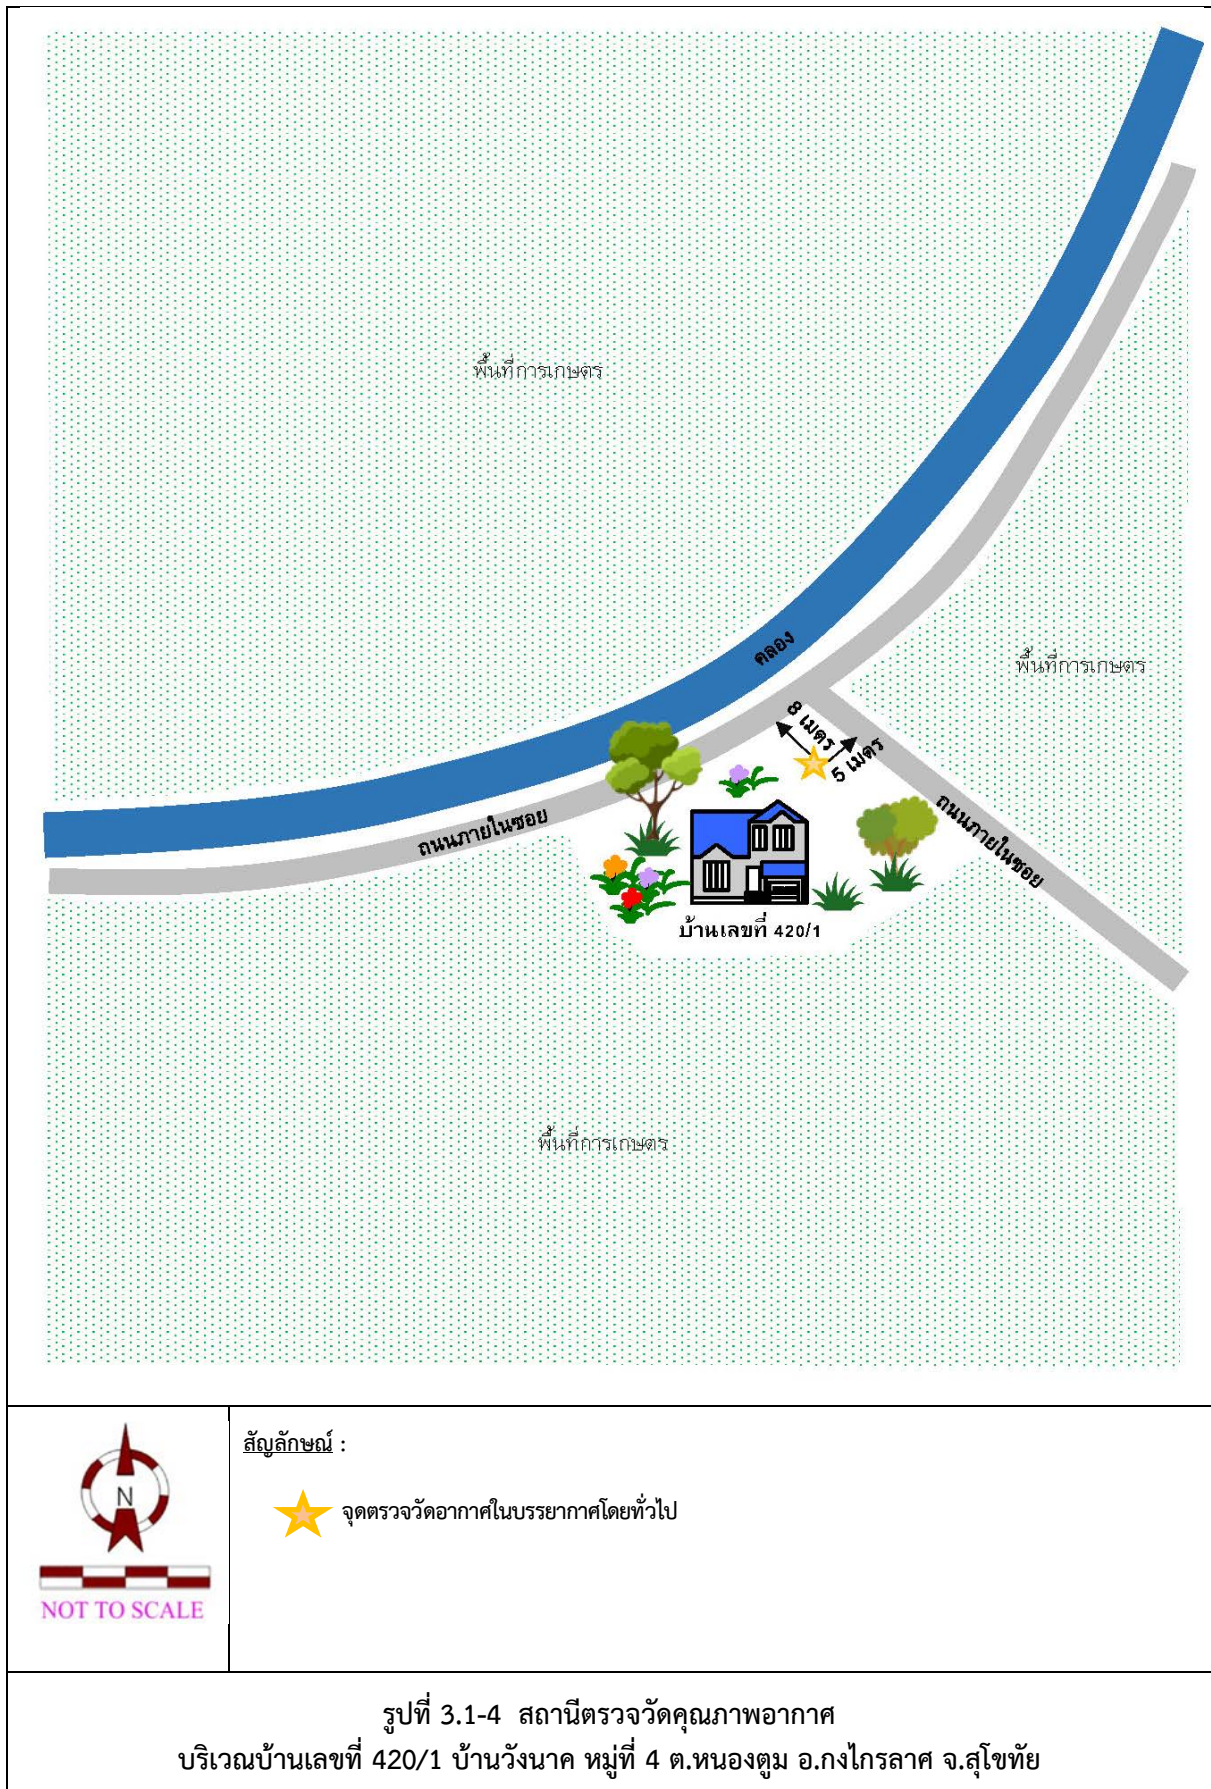 พื้นที่การเกษตร
คลอง
พื้นที่การเกษตร
8 เมตร
5 เมตร
ถนนภายในซอย
ถนนภายในซอย
บ้านเลขที่ 420/1
พื้นที่การเกษตร
N
NOT TO SCALE
สัญลักษณ์ :
จุดตรวจวัดอากาศในบรรยากาศโดยทั่วไป
รูปที่ 3.1-4 สถานีตรวจวัดคุณภาพอากาศ
บริเวณบ้านเลขที่ 420/1 บ้านวังนาค หมู่ที่ 4 ต.หนองตูม อ.กงไกรลาศ จ.สุโขทัย